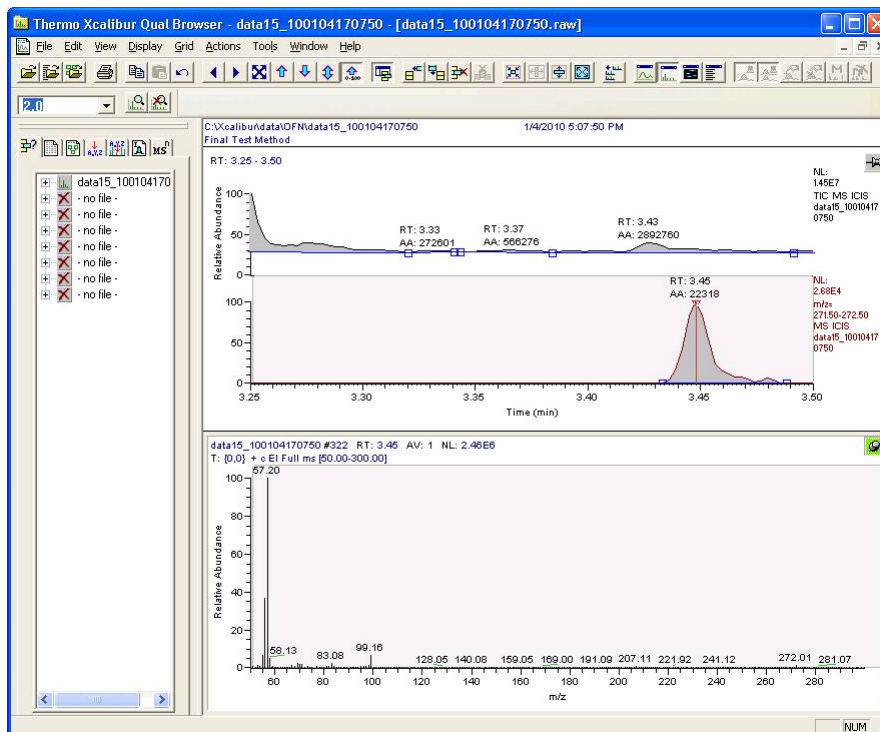 Thermo Xcalibur Qual Browser - data15_100104170750 - [data15_100104170750.raw]
File Edit View Display Grid Actions Tools Window Help
2.0
C:\Xcalibur\data\OFN\data15_100104170750 1/4/2010 5:07:50 PM
Final Test Method
RT: 3.25 - 3.50
data15_100104170
- no file -
- no file -
- no file -
- no file -
- no file -
- no file -
- no file -
Relative Abundance
100
50
0
RT: 3.33
AA: 272601
RT: 3.37
AA: 566276
RT: 3.43
AA: 2892760
NL:
1.45E7
TIC MS ICIS
data15_10010417
0750
100
50
0
RT: 3.45
AA: 22318
NL:
2.68E4
m/z=
271.50-272.50
MS ICIS
data15_10010417
0750
3.25 3.30 3.35 3.40 3.45 3.50
Time (min)
data15_100104170750 #322 RT: 3.45 AV: 1 NL: 2.46E6
T: {0,0} + c EI Full ms [50.00-300.00]
Relative Abundance
100
80
60
40
20
0
57.20
58.13
83.08
99.16
128.05
140.08
159.05
169.00
191.09
207.11
221.92
241.12
272.01
281.07
60 80 100 120 140 160 180 200 220 240 260 280
m/z
NUM